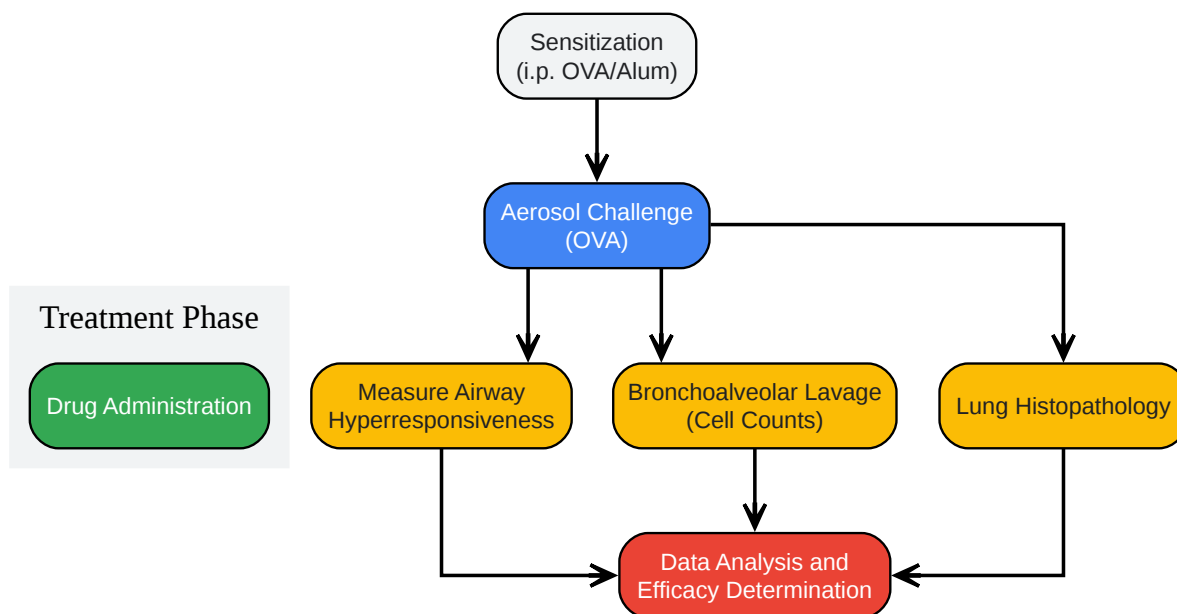 Sensitization
(i.p. OVA/Alum)
Aerosol Challenge
(OVA)
Treatment Phase
Drug Administration
Measure Airway
Hyperresponsiveness
Bronchoalveolar Lavage
(Cell Counts)
Lung Histopathology
Data Analysis and
Efficacy Determination